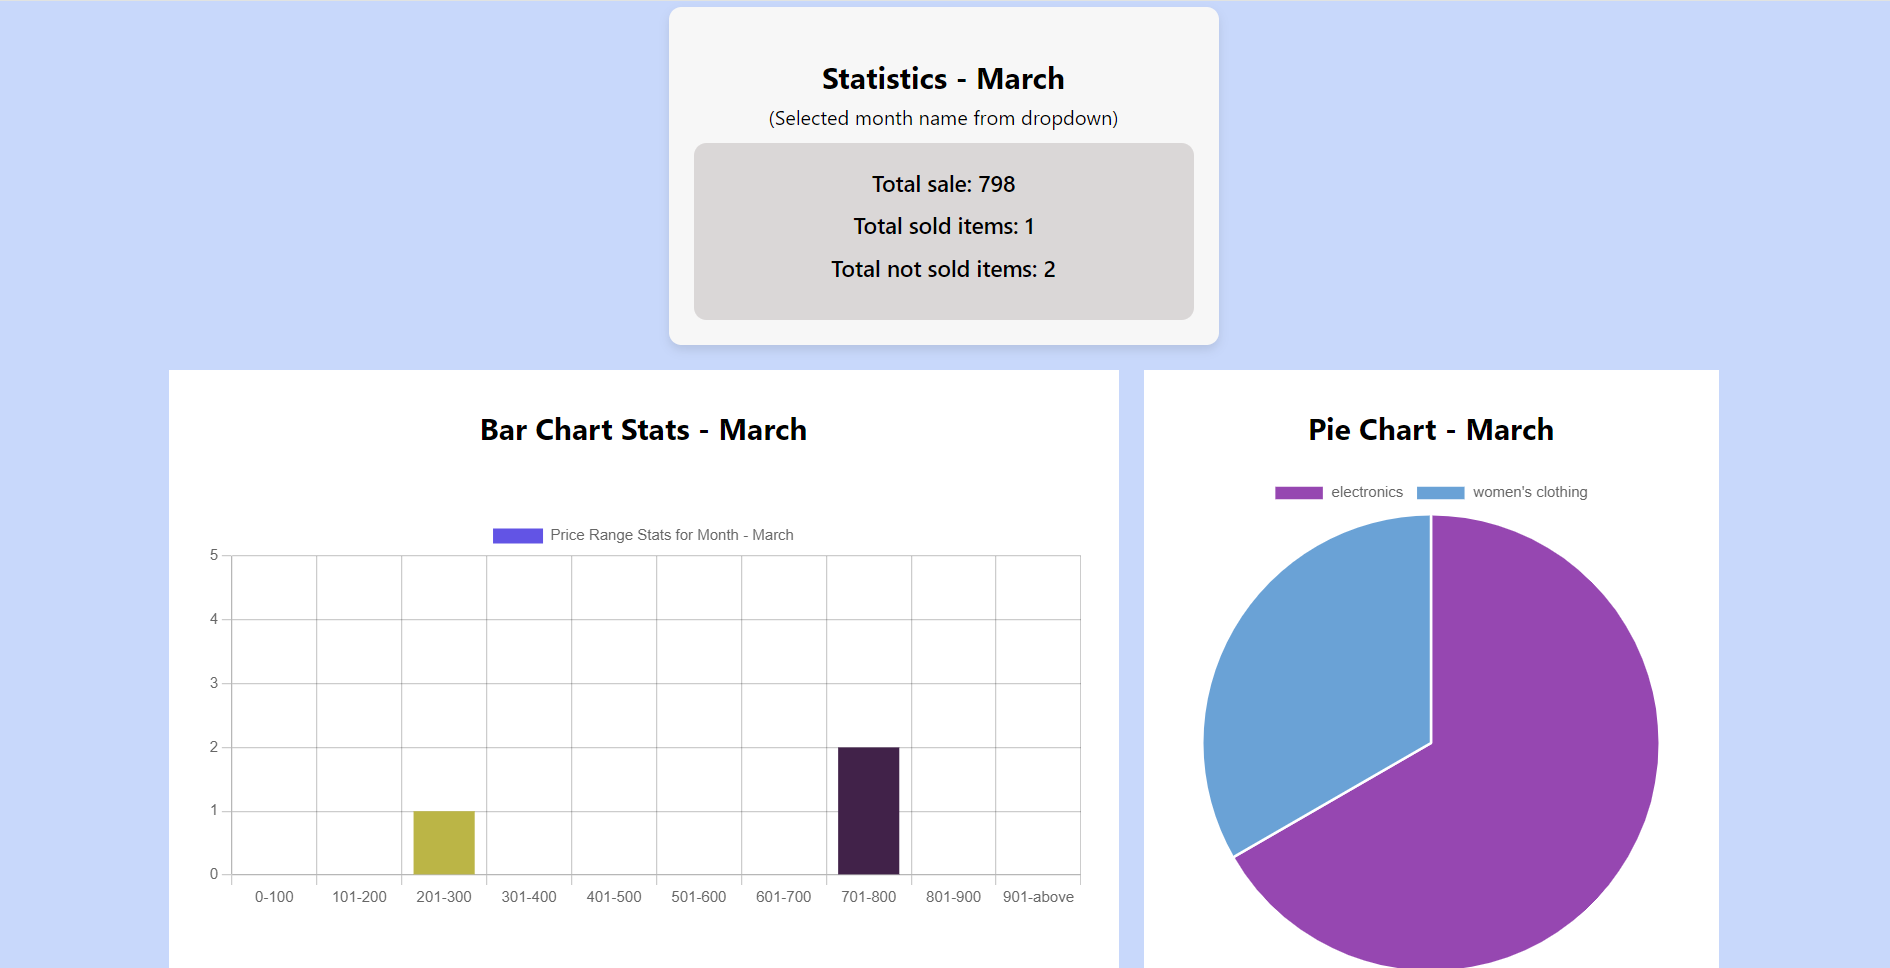 Statistics - March
(Selected month name from dropdown)
Total sale: 798
Total sold items: 1
Total not sold items: 2
Bar Chart Stats - March
Price Range Stats for Month - March
5
4
3
2
1
0
0-100 101-200 201-300 301-400 401-500 501-600 601-700 701-800 801-900 901-above
Pie Chart - March
electronics women's clothing